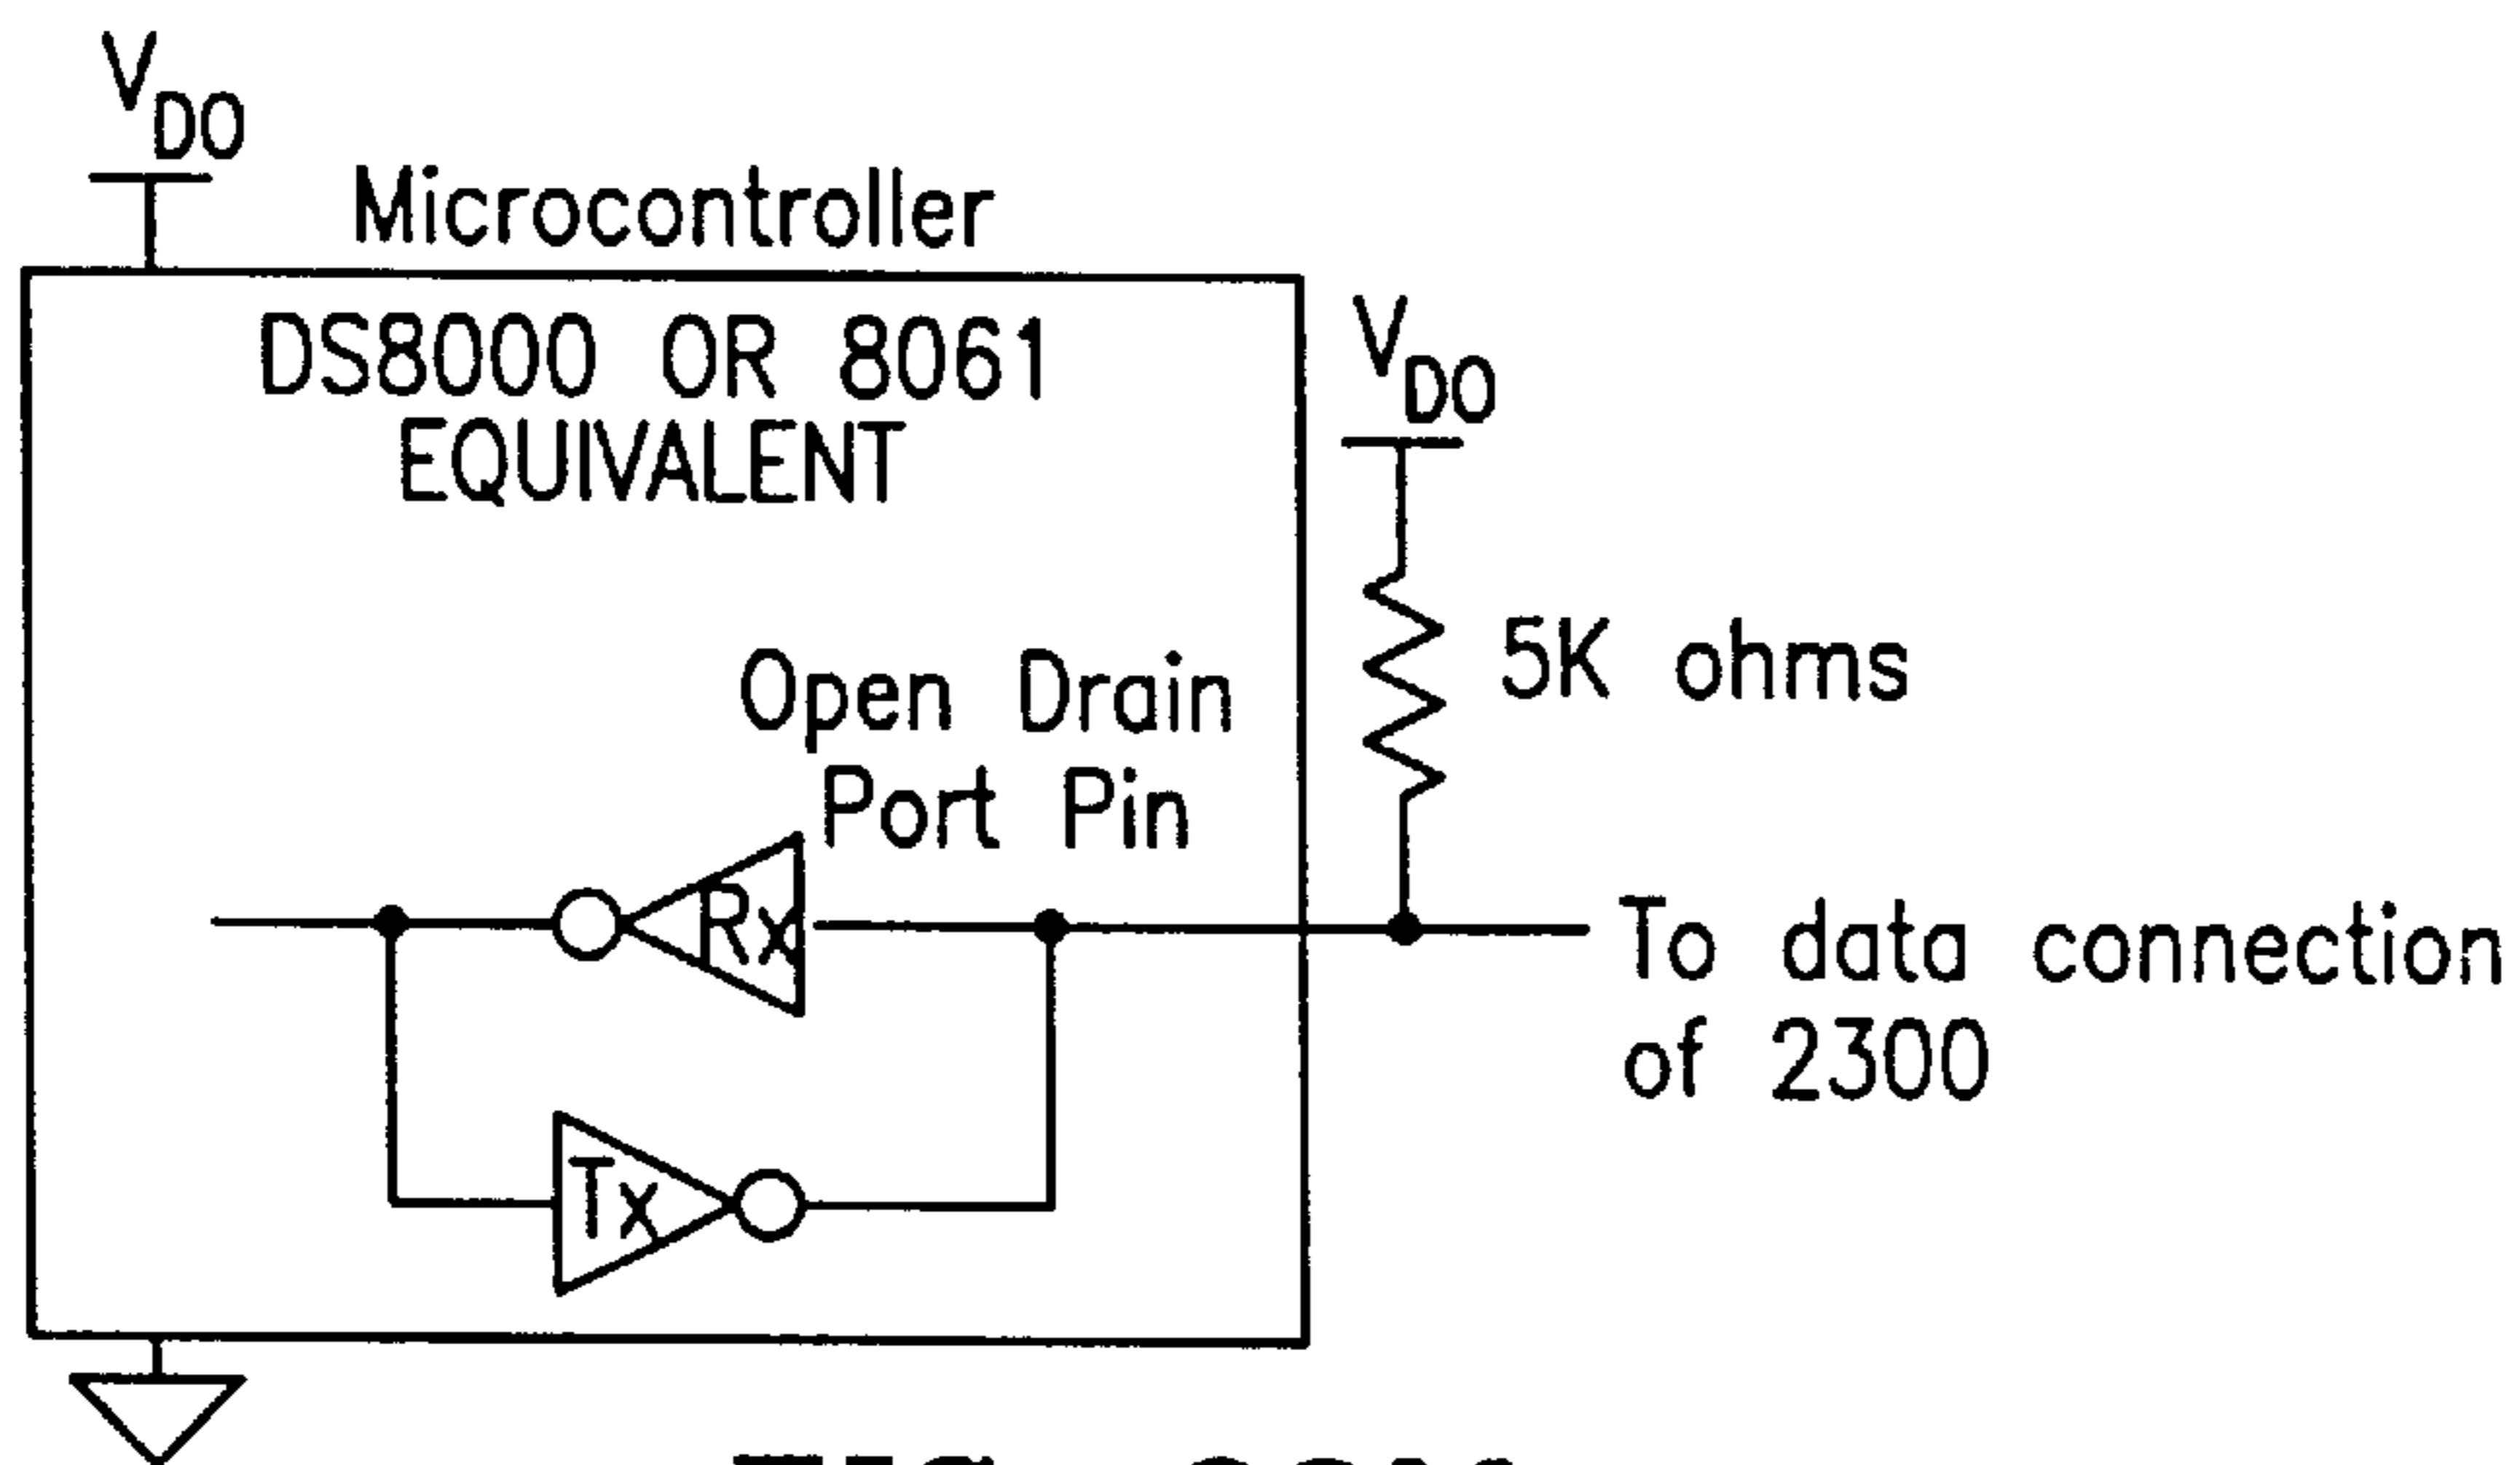 VDO
Microcontroller
DS8000 OR 8061
EQUIVALENT
VDO
5K ohms
Open Drain
Port Pin
Rx
To data connection
of 2300
Tx